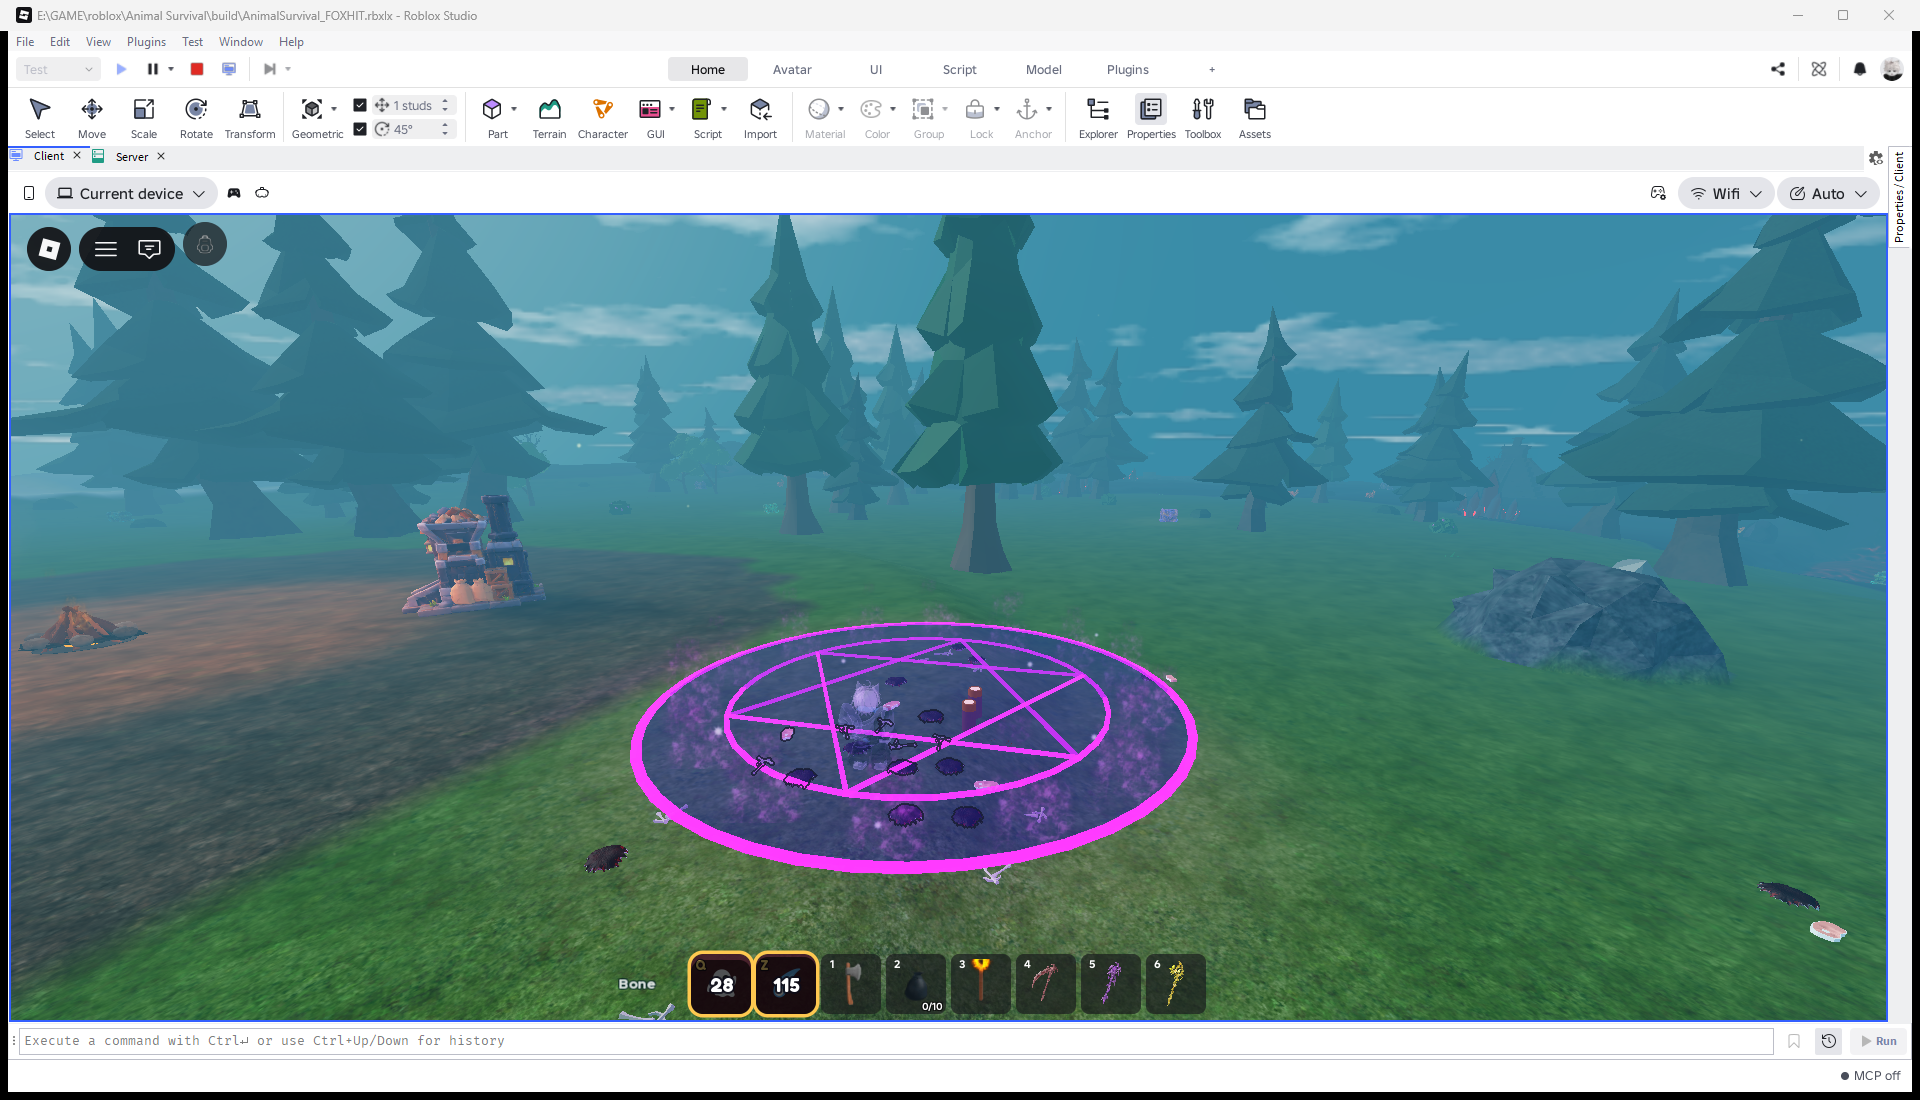 E:\GAME\roblox\Animal Survival\build\AnimalSurvival_FOXHIT.rbxlx - Roblox Studio
File Edit View Plugins Test Window Help
Test
Home Avatar UI Script Model Plugins +
Select Move Scale Rotate Transform Geometric 1 studs 45° Part Terrain Character GUI Script Import Material Color Group Lock Anchor Explorer Properties Toolbox Assets
Client Server
Current device Wifi Auto
Properties / Client
Bone
Q 28 Z 115 1 2 0/10 3 4 5 6
Execute a command with Ctrl↵ or use Ctrl+Up/Down for history
Run
MCP off